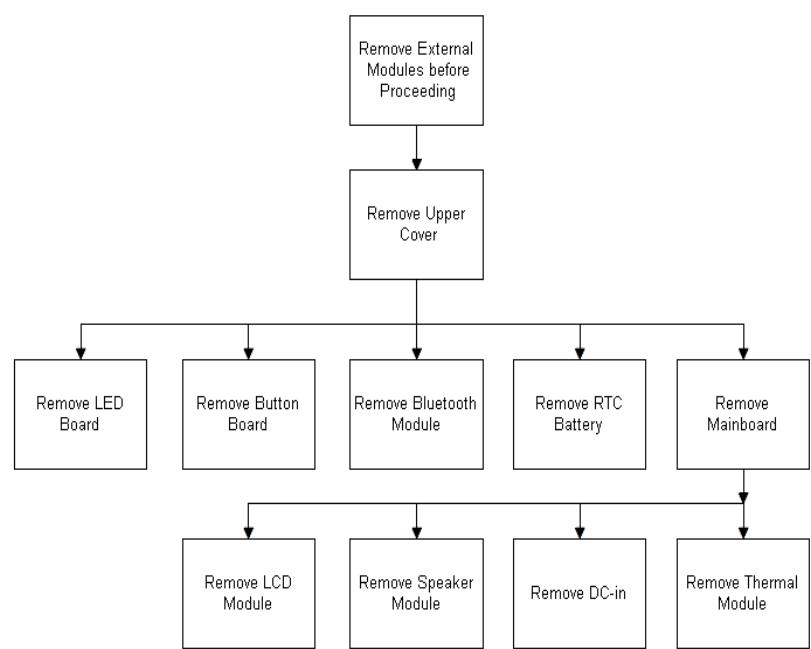 Remove External
Modules before
Proceeding
Remove Upper
Cover
Remove LED
Board
Remove Button
Board
Remove Bluetooth
Module
Remove RTC
Battery
Remove
Mainboard
Remove LCD
Module
Remove Speaker
Module
Remove DC-in
Remove Thermal
Module